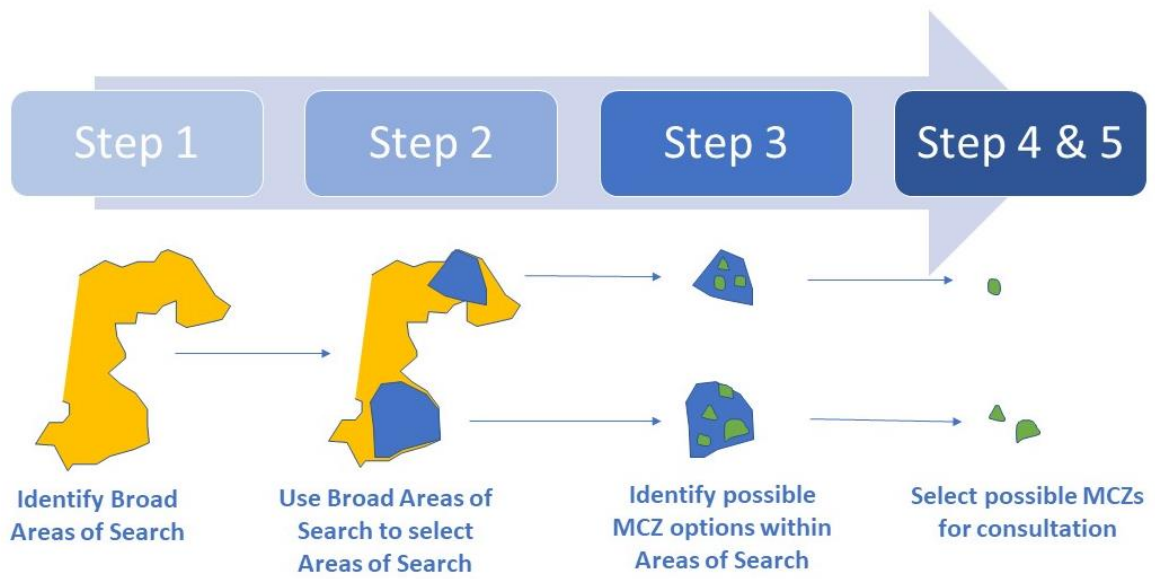 Step 1
Step 2
Step 3
Step 4 & 5
Identify Broad
Areas of Search
Use Broad Areas of
Search to select
Areas of Search
Identify possible
MCZ options within
Areas of Search
Select possible MCZs
for consultation